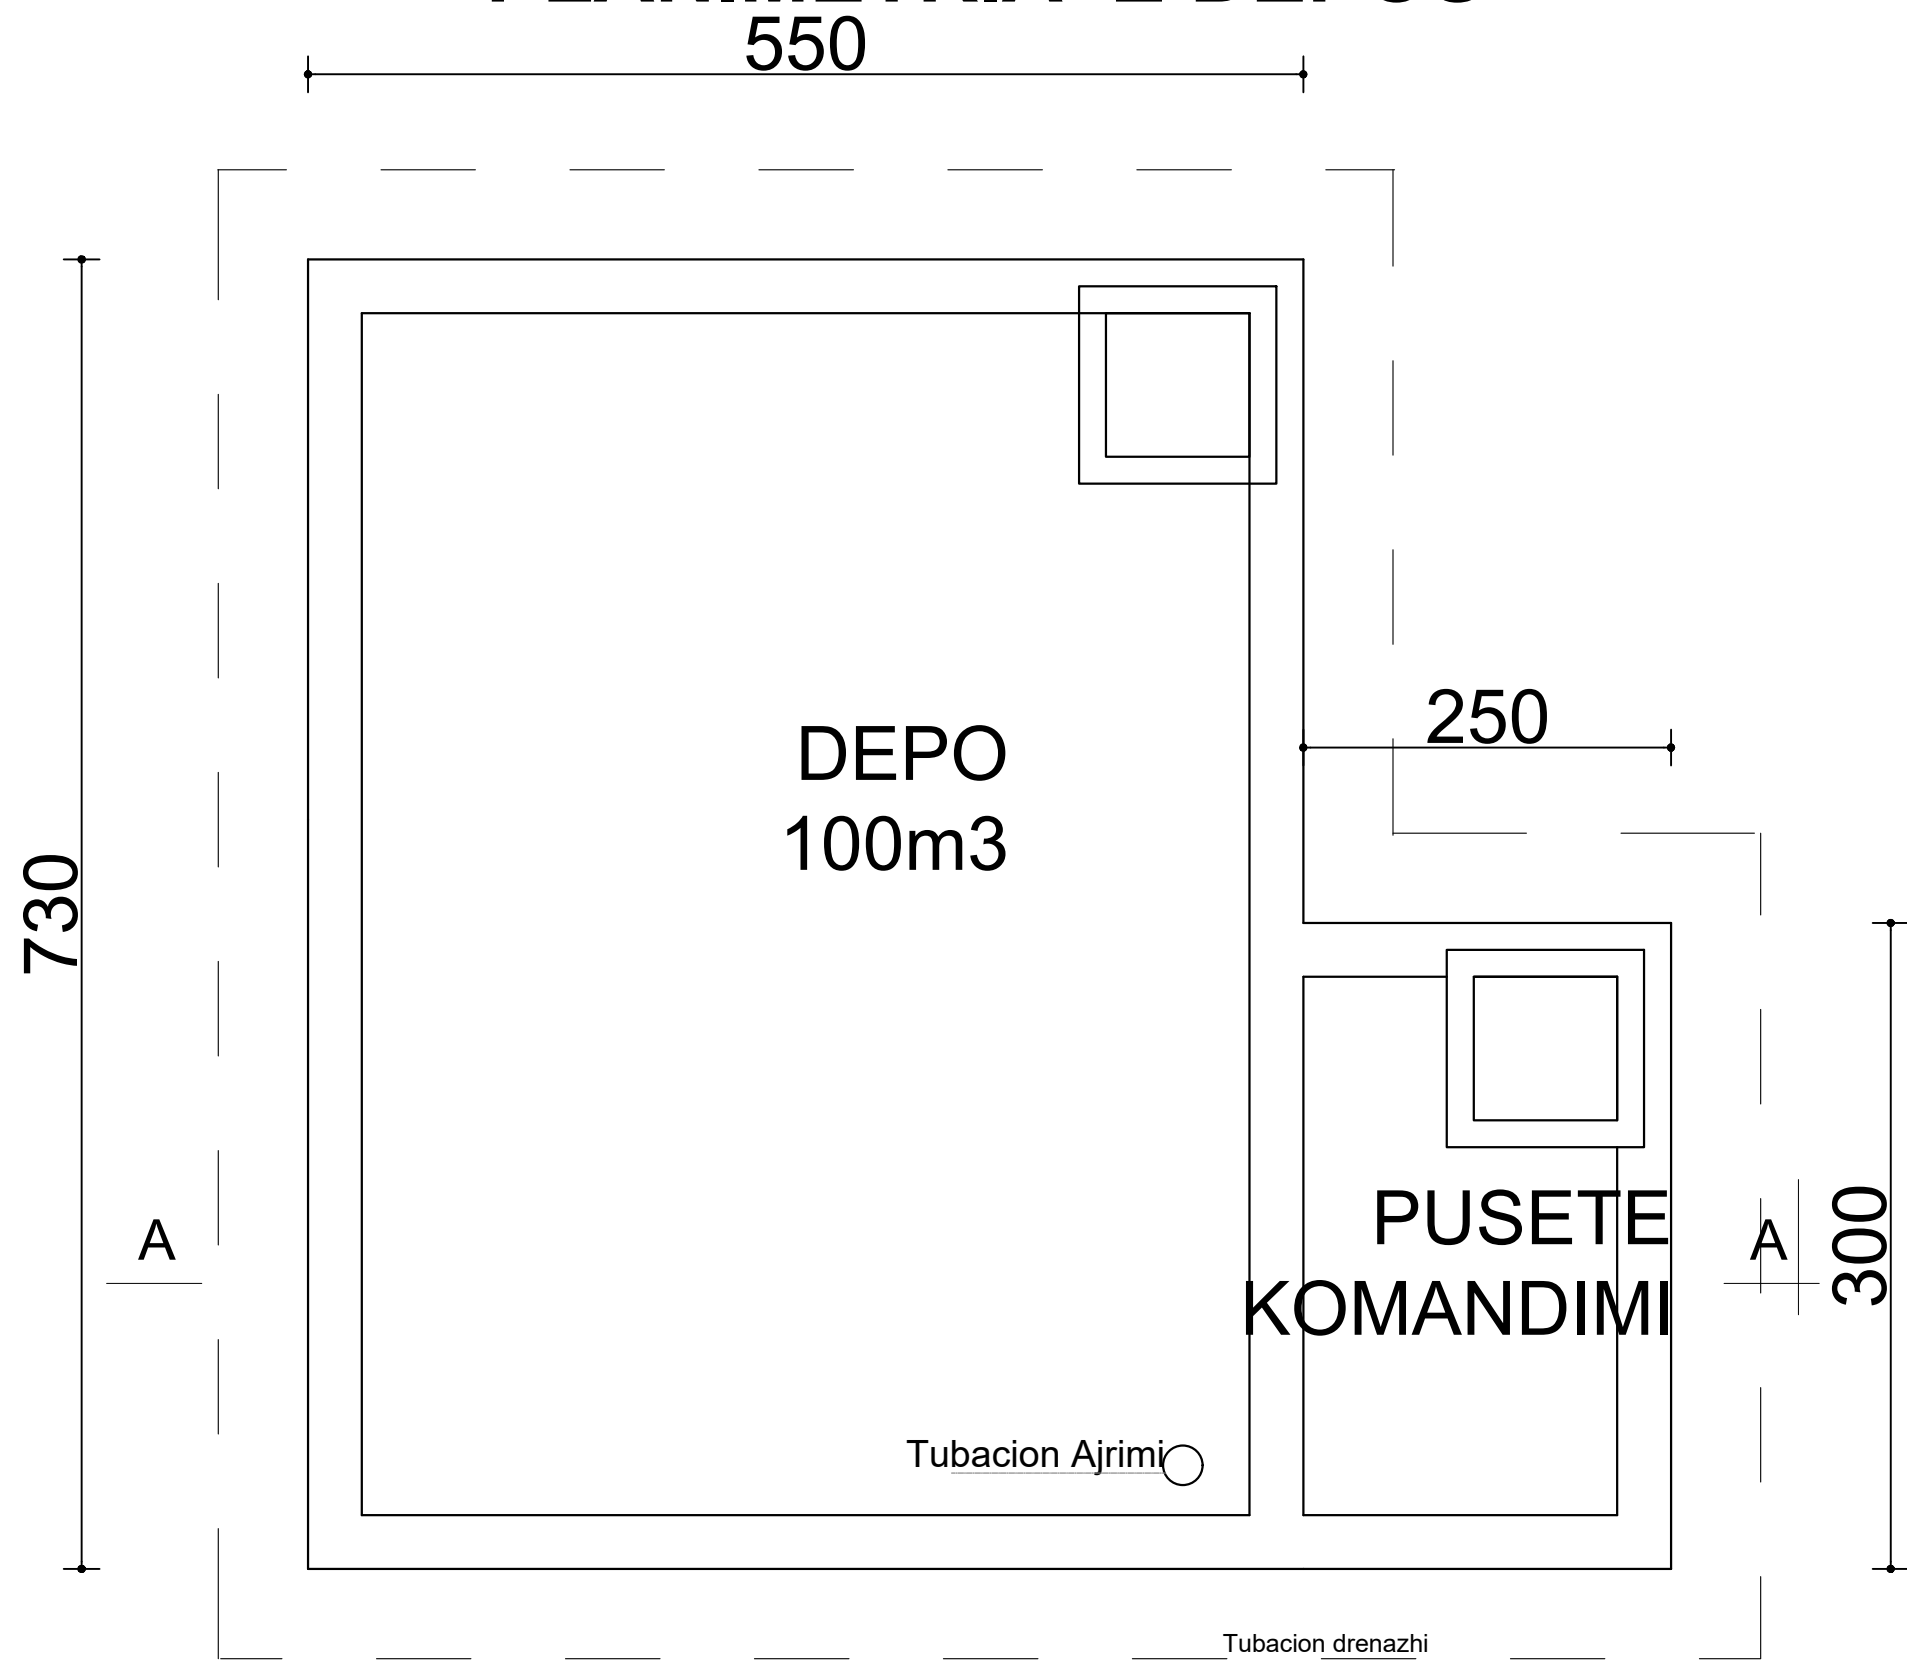 550
250
DEPO
100m3
730
PUSETE
KOMANDIMI
A
A
300
Tubacion Ajrimi
Tubacion drenazhi